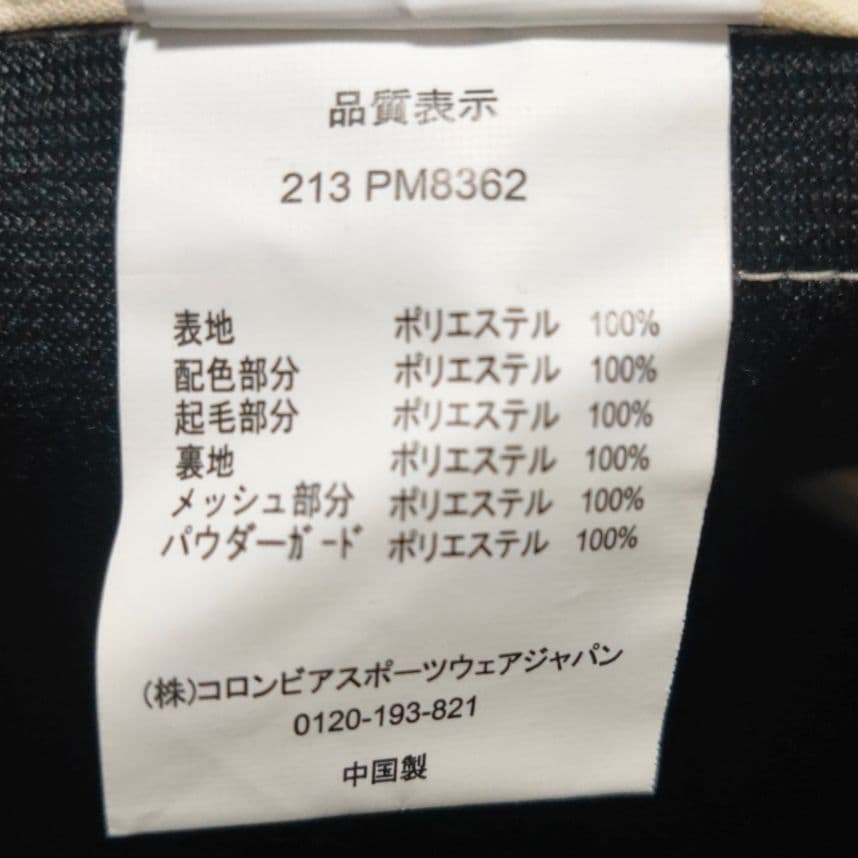 品質表示
213 PM8362
表地 ポリエステル 100%
配色部分 ポリエステル 100%
起毛部分 ポリエステル 100%
裏地 ポリエステル 100%
メッシュ部分 ポリエステル 100%
パウダーガード ポリエステル 100%
(株)コロンビアスポーツウェアジャパン
0120-193-821
中国製